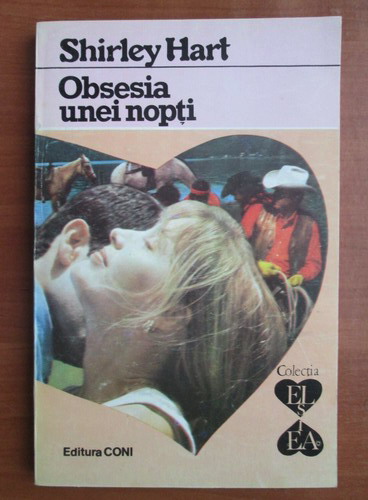 Shirley Hart
Obsesia
unei nopți
Colecția
EL
ȘI
EA
Editura CONI